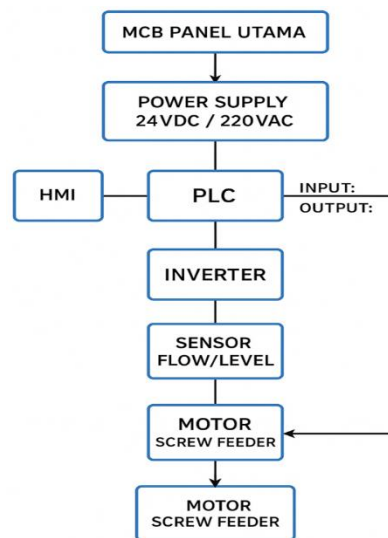 MCB PANEL UTAMA
POWER SUPPLY
24VDC / 220VAC
HMI
PLC
INPUT:
OUTPUT:
INVERTER
SENSOR
FLOW/LEVEL
MOTOR
SCREW FEEDER
MOTOR
SCREW FEEDER